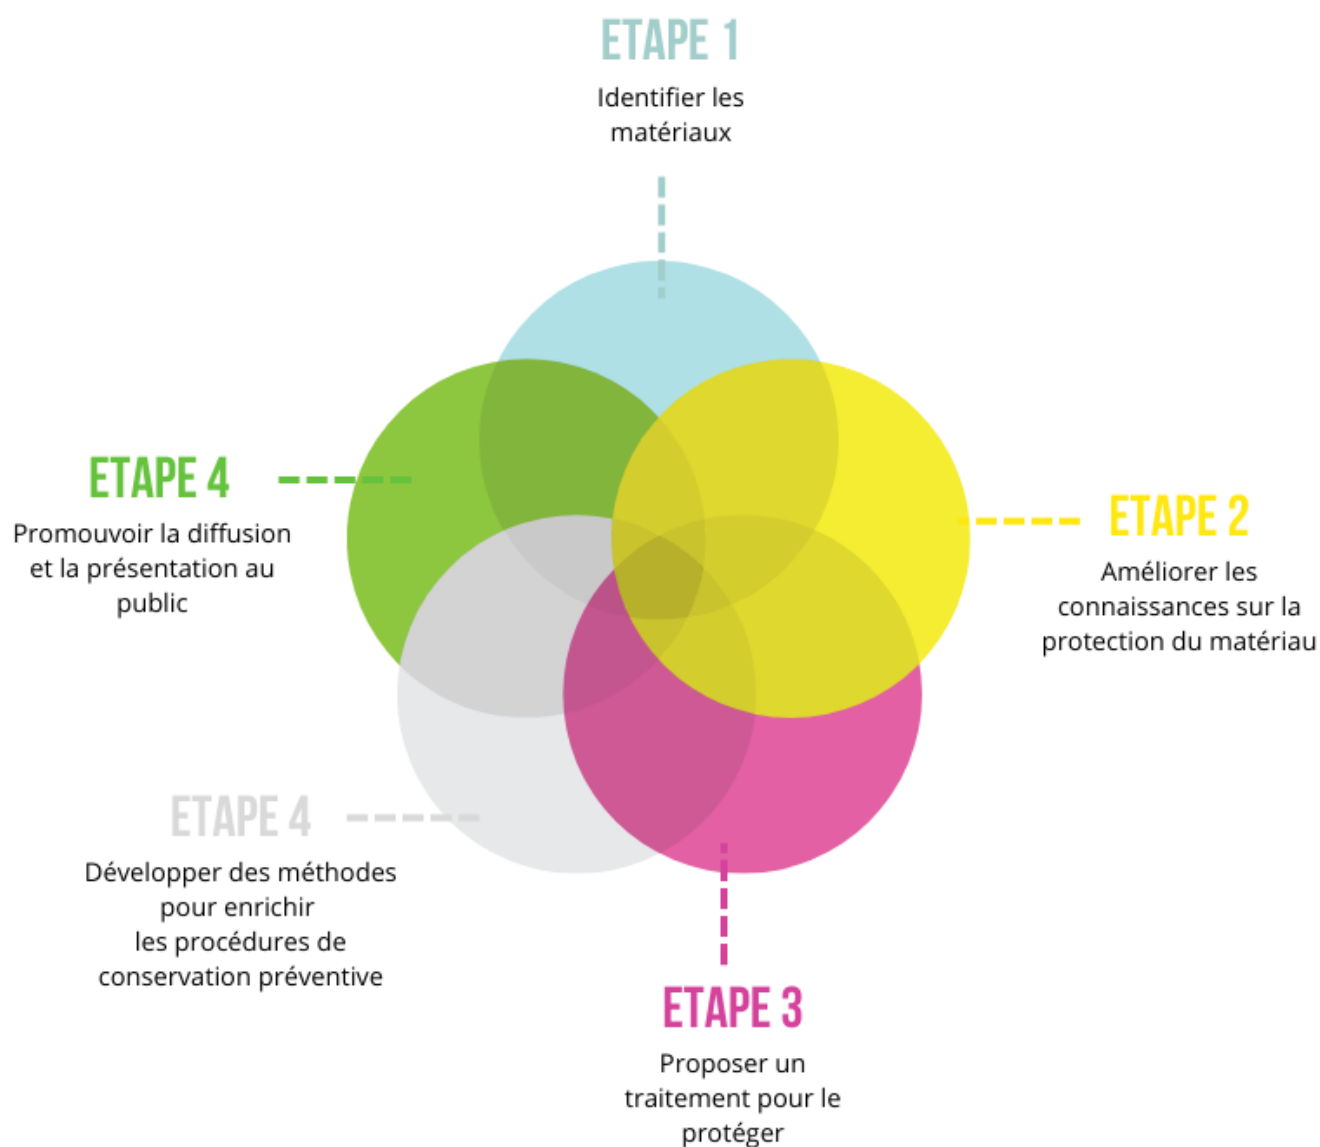 ETAPE 1
Identifier les
matériaux
ETAPE 2
Améliorer les
connaissances sur la
protection du matériau
ETAPE 3
Proposer un
traitement pour le
protéger
ETAPE 4
Développer des méthodes
pour enrichir
les procédures de
conservation préventive
ETAPE 4
Promouvoir la diffusion
et la présentation au
public